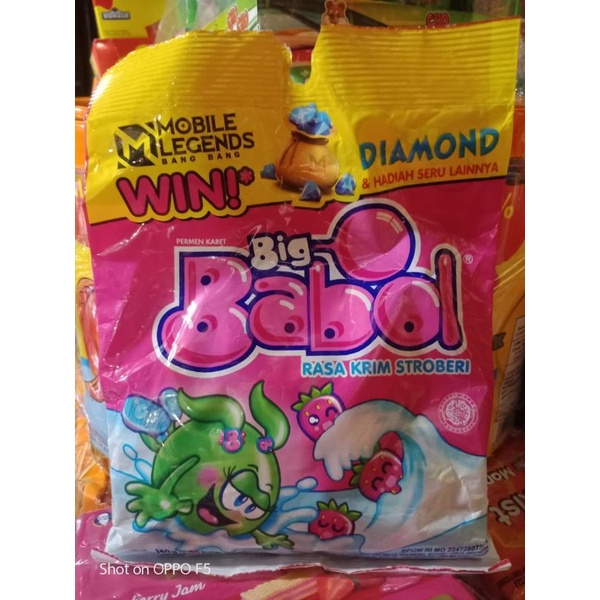 MOBILE
LEGENDS
BANG BANG
WIN!*
DIAMOND
& HADIAH SERU LAINNYA
PERMEN KARET
Big
Babol
®
RASA KRIM STROBERI
Shot on OPPO F5